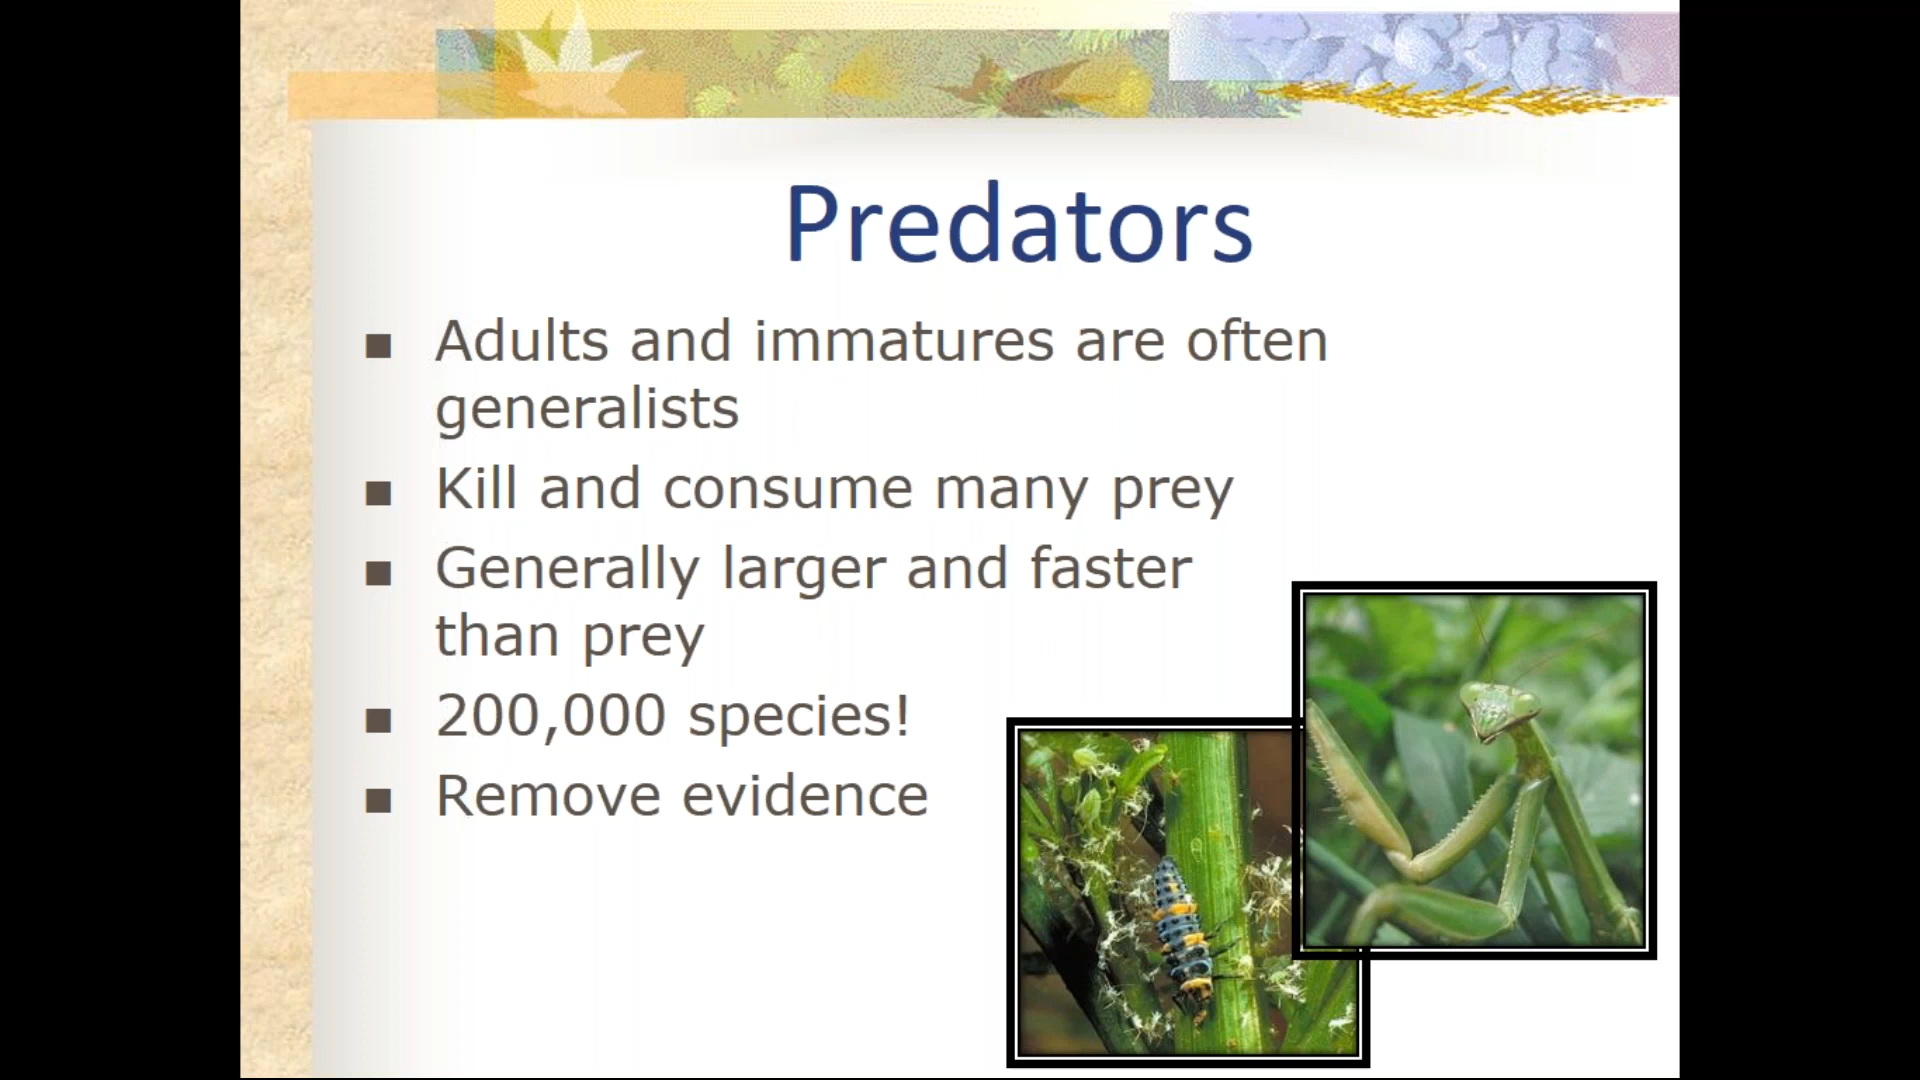 Predators
■ Adults and immatures are often
generalists
■ Kill and consume many prey
■ Generally larger and faster
than prey
■ 200,000 species!
■ Remove evidence